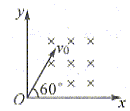 y
× × ×
v₀
× × ×
60° × × ×
O x